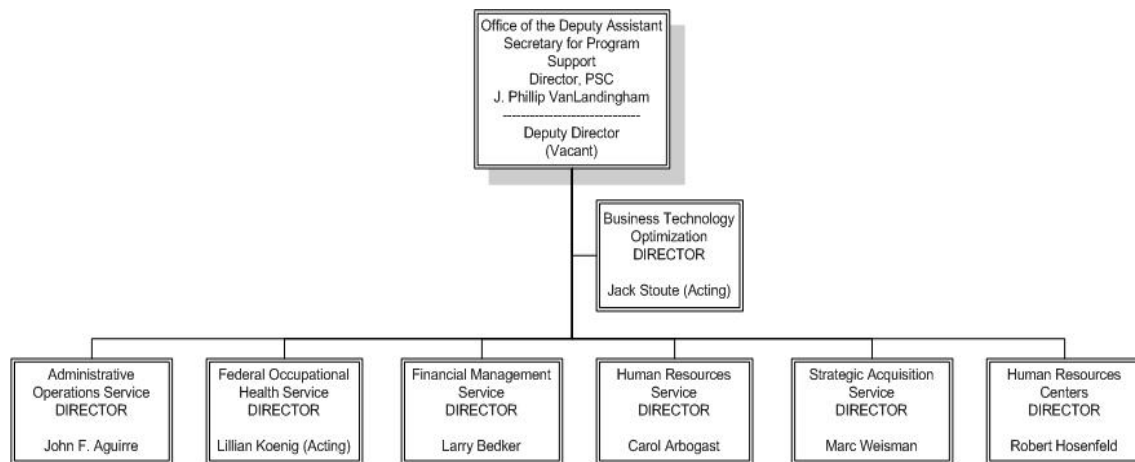 Office of the Deputy Assistant
Secretary for Program
Support
Director, PSC
J. Phillip VanLandingham
------------------------------
Deputy Director
(Vacant)
Business Technology
Optimization
DIRECTOR
Jack Stoute (Acting)
Administrative
Operations Service
DIRECTOR
John F. Aguirre
Federal Occupational
Health Service
DIRECTOR
Lillian Koenig (Acting)
Financial Management
Service
DIRECTOR
Larry Bedker
Human Resources
Service
DIRECTOR
Carol Arbogast
Strategic Acquisition
Service
DIRECTOR
Marc Weisman
Human Resources
Centers
DIRECTOR
Robert Hosenfeld